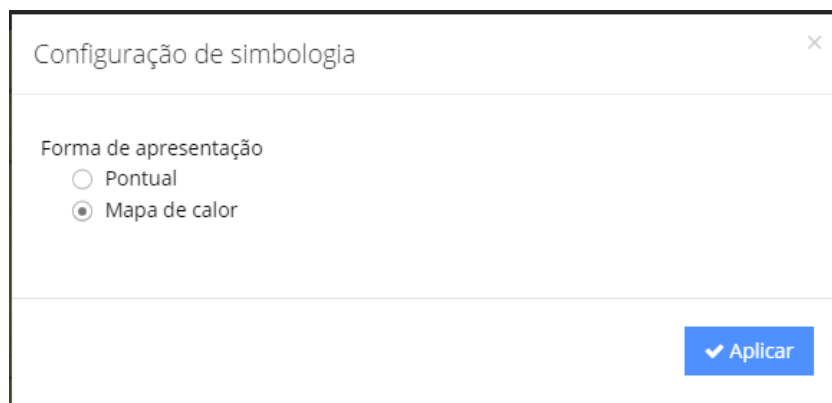 Configuração de simbologia
Forma de apresentação
Pontual
Mapa de calor
Aplicar